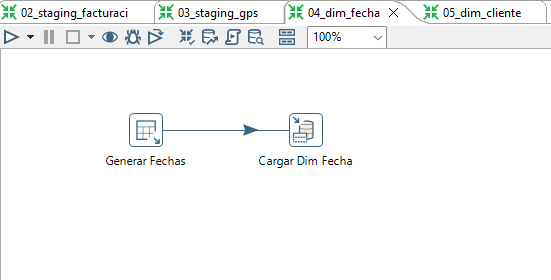 02_staging_facturaci
03_staging_gps
04_dim_fecha
05_dim_cliente
100%
Generar Fechas
Cargar Dim Fecha